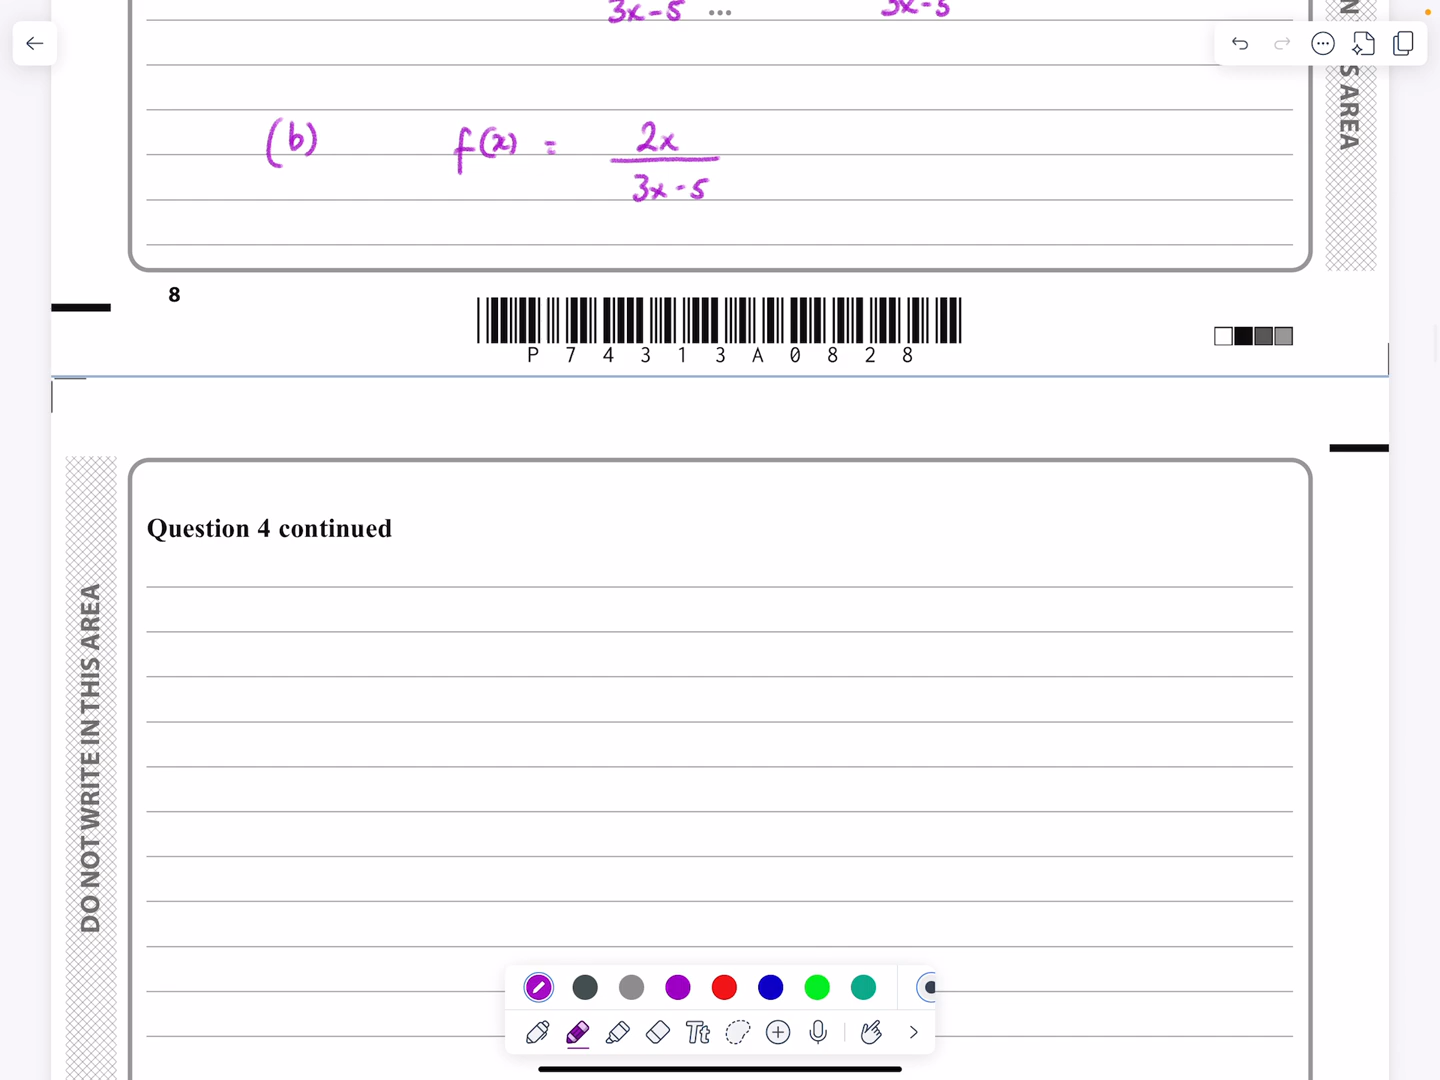 3x-5 ... 3x-5
(b) f(x) = 2x
3x-5
8
P 7 4 3 1 3 A 0 8 2 8
S AREA
Question 4 continued
DO NOT WRITE IN THIS AREA
Tt